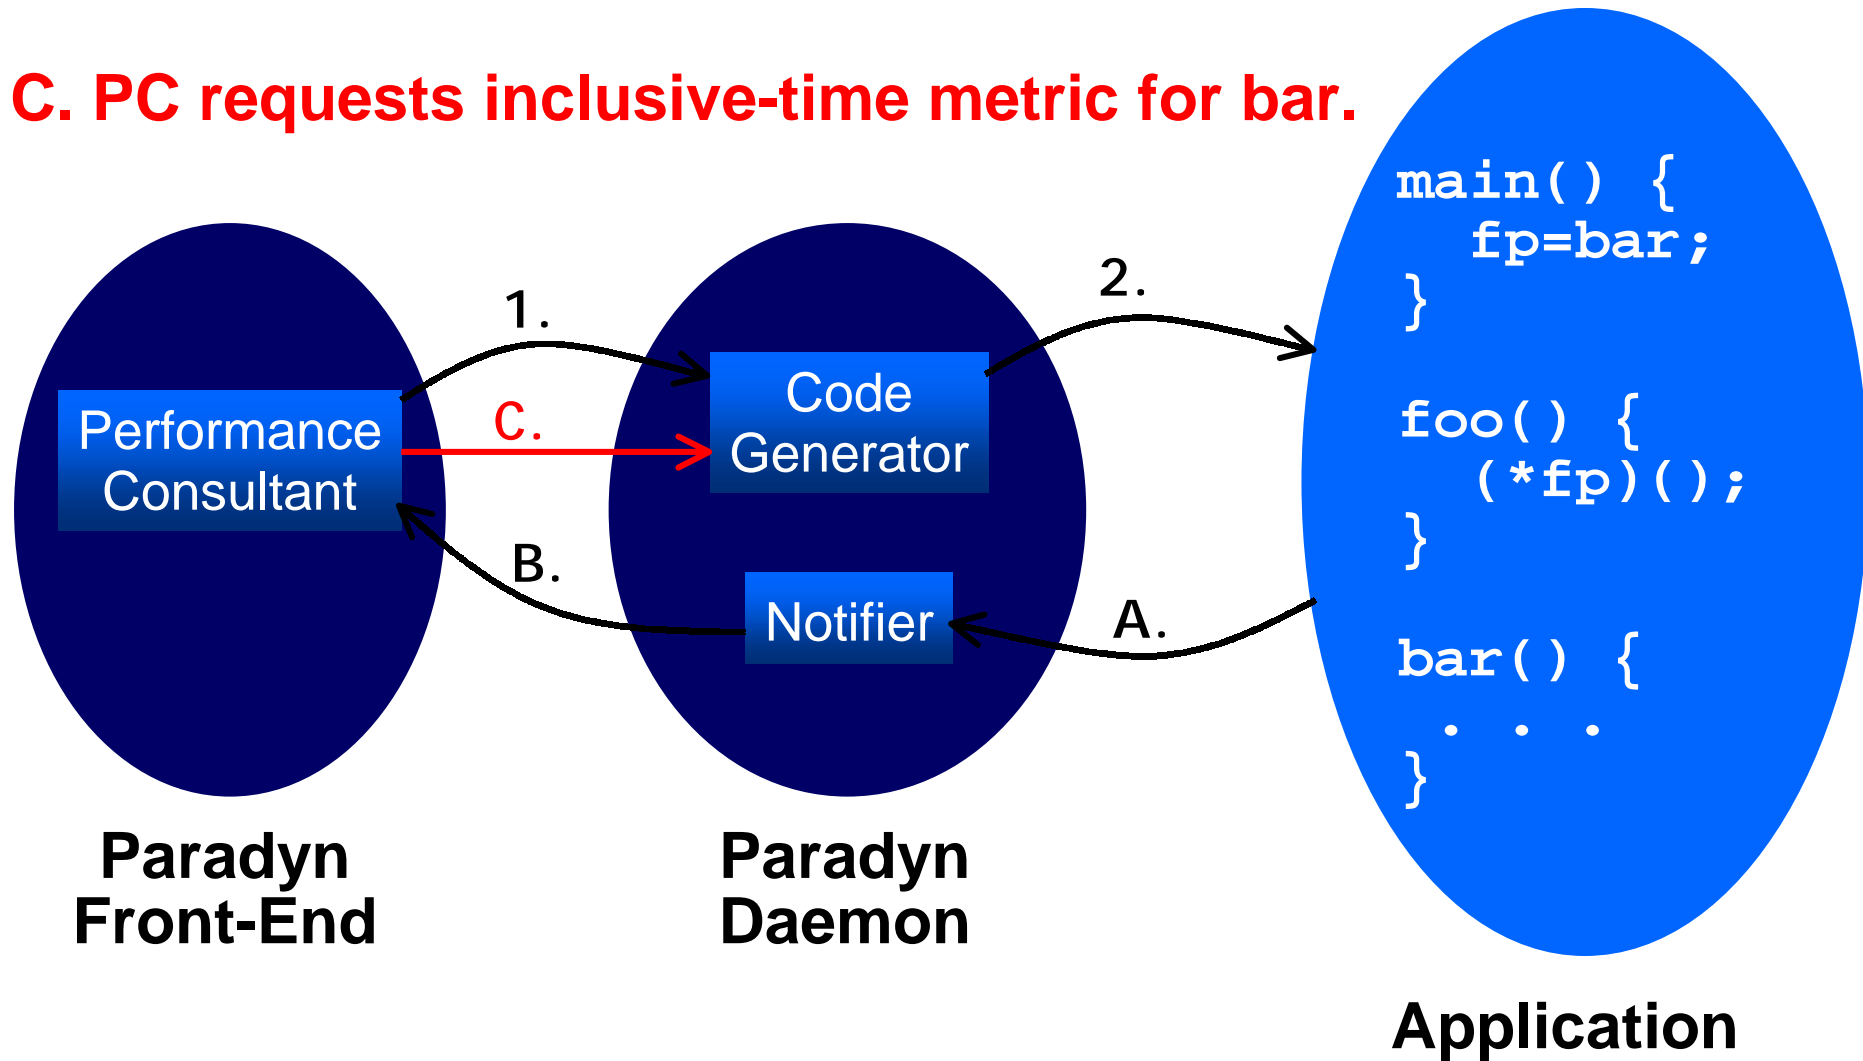 C. PC requests inclusive-time metric for bar.
1.
C.
B.
2.
A.
Performance
Consultant
Code
Generator
Notifier
main() {
fp=bar;
}
foo() {
(*fp)();
}
bar() {
. . .
}
Paradyn
Front-End
Paradyn
Daemon
Application